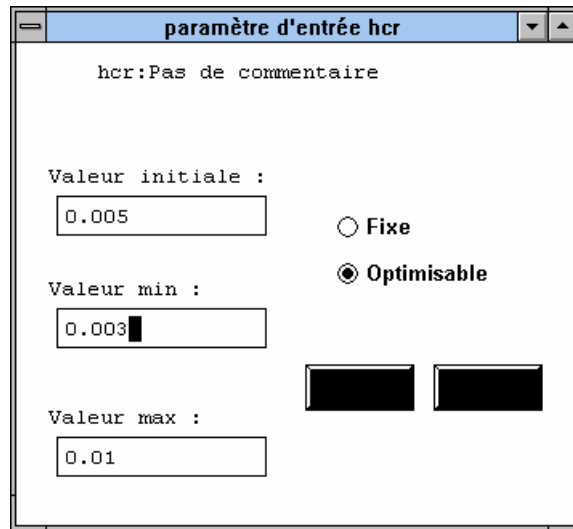 paramètre d'entrée hcr
hcr:Pas de commentaire
Valeur initiale :
0.005
Fixe
Optimisable
Valeur min :
0.003
Valeur max :
0.01